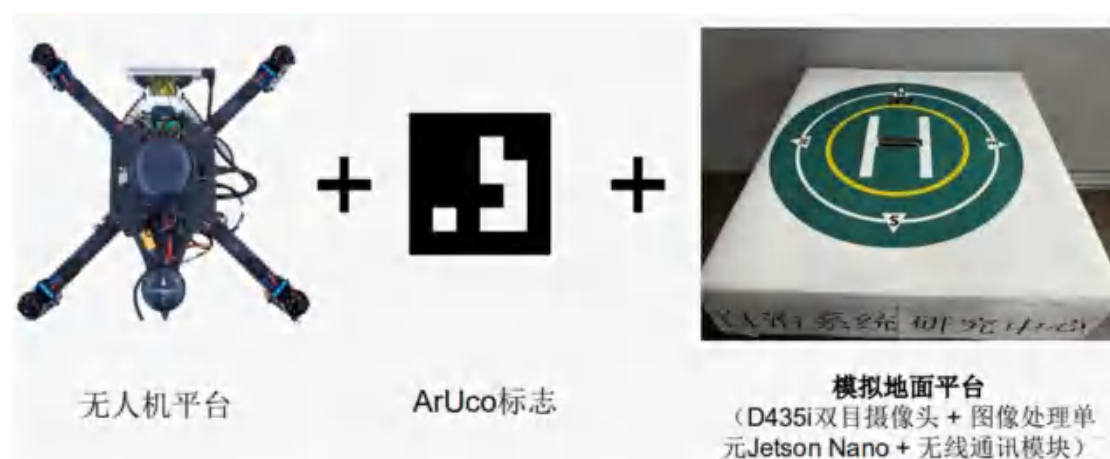 H
S
系统研究中心
无人机平台
ArUco标志
模拟地面平台
（D435i双目摄像头 + 图像处理单
元Jetson Nano + 无线通讯模块）